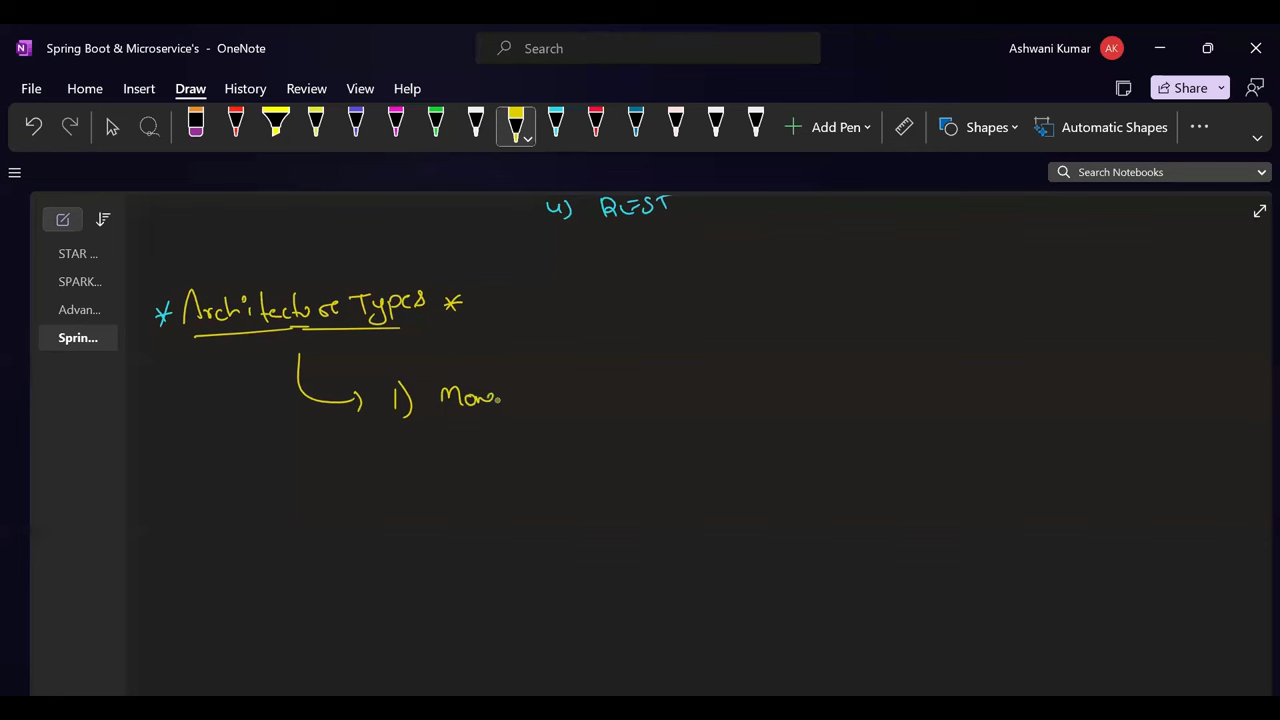 Spring Boot & Microservice's - OneNote
Search
Ashwani Kumar
AK
File Home Insert Draw History Review View Help
Share
Add Pen
Shapes
Automatic Shapes
Search Notebooks
4) REST
STAR ...
SPARK...
Advan...
Sprin...
* Architecture Types *
1) Mono